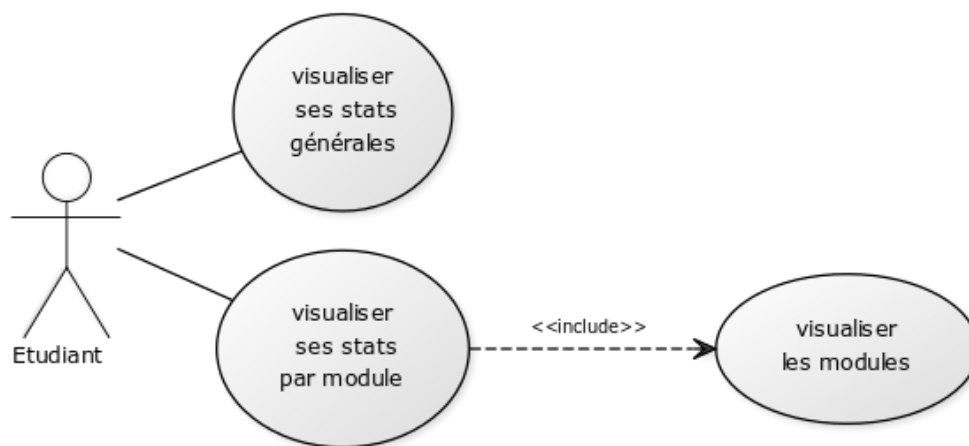 visualiser
ses stats
générales
Etudiant
visualiser
ses stats
par module
<<include>>
visualiser
les modules